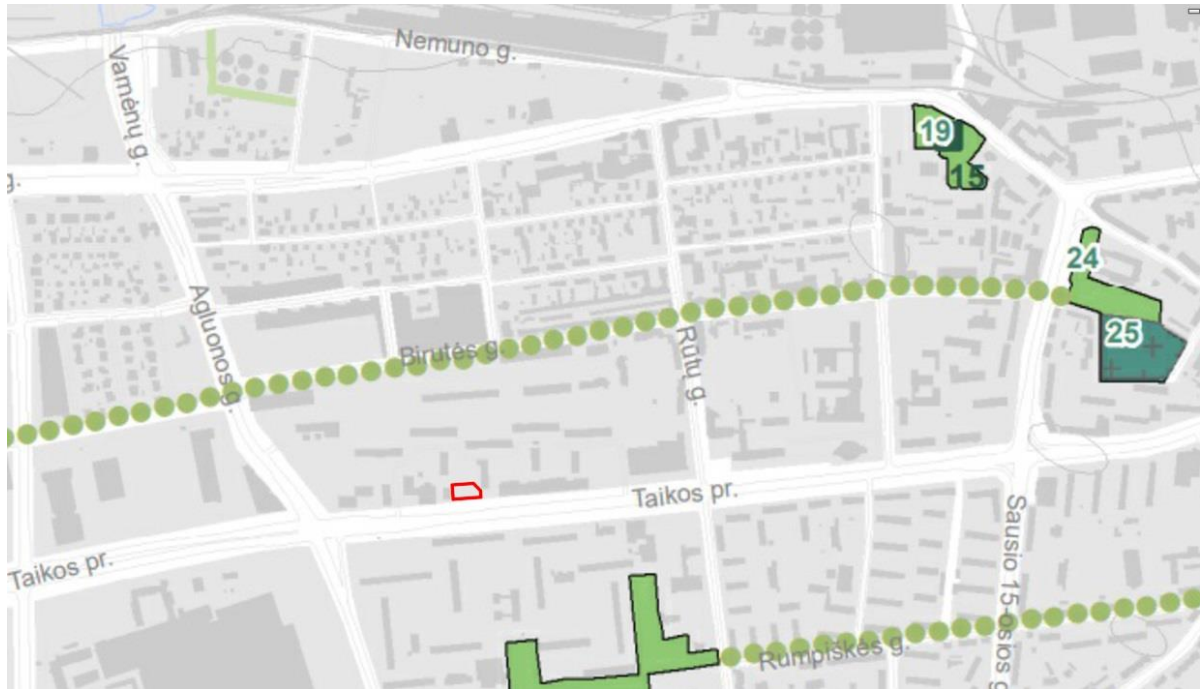 Nemuno g.
Vamėnų g.
19
15
g.
24
Agluonos g.
25
Birutės g.
Rūtų g.
Taikos pr.
Sausio 15-osios g
Taikos pr.
Rumpiškės g.